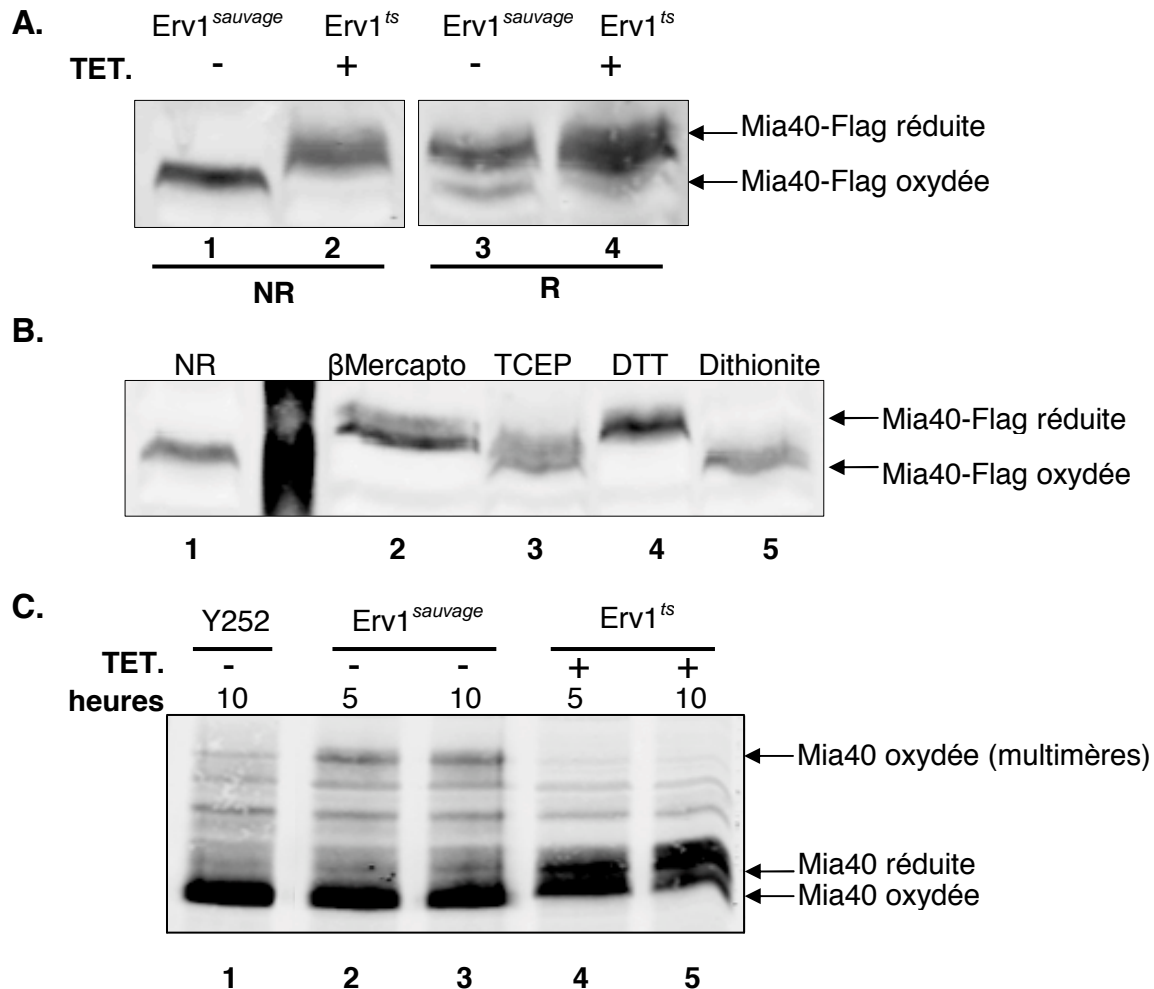 A.
Erv1sauvage Erv1ts Erv1sauvage Erv1ts
TET. - + - +
Mia40-Flag réduite
Mia40-Flag oxydée
1 2 3 4
NR R
B.
NR βMercapto TCEP DTT Dithionite
Mia40-Flag réduite
Mia40-Flag oxydée
1 2 3 4 5
C.
Y252 Erv1sauvage Erv1ts
TET. - - - + +
heures 10 5 10 5 10
Mia40 oxydée (multimères)
Mia40 réduite
Mia40 oxydée
1 2 3 4 5